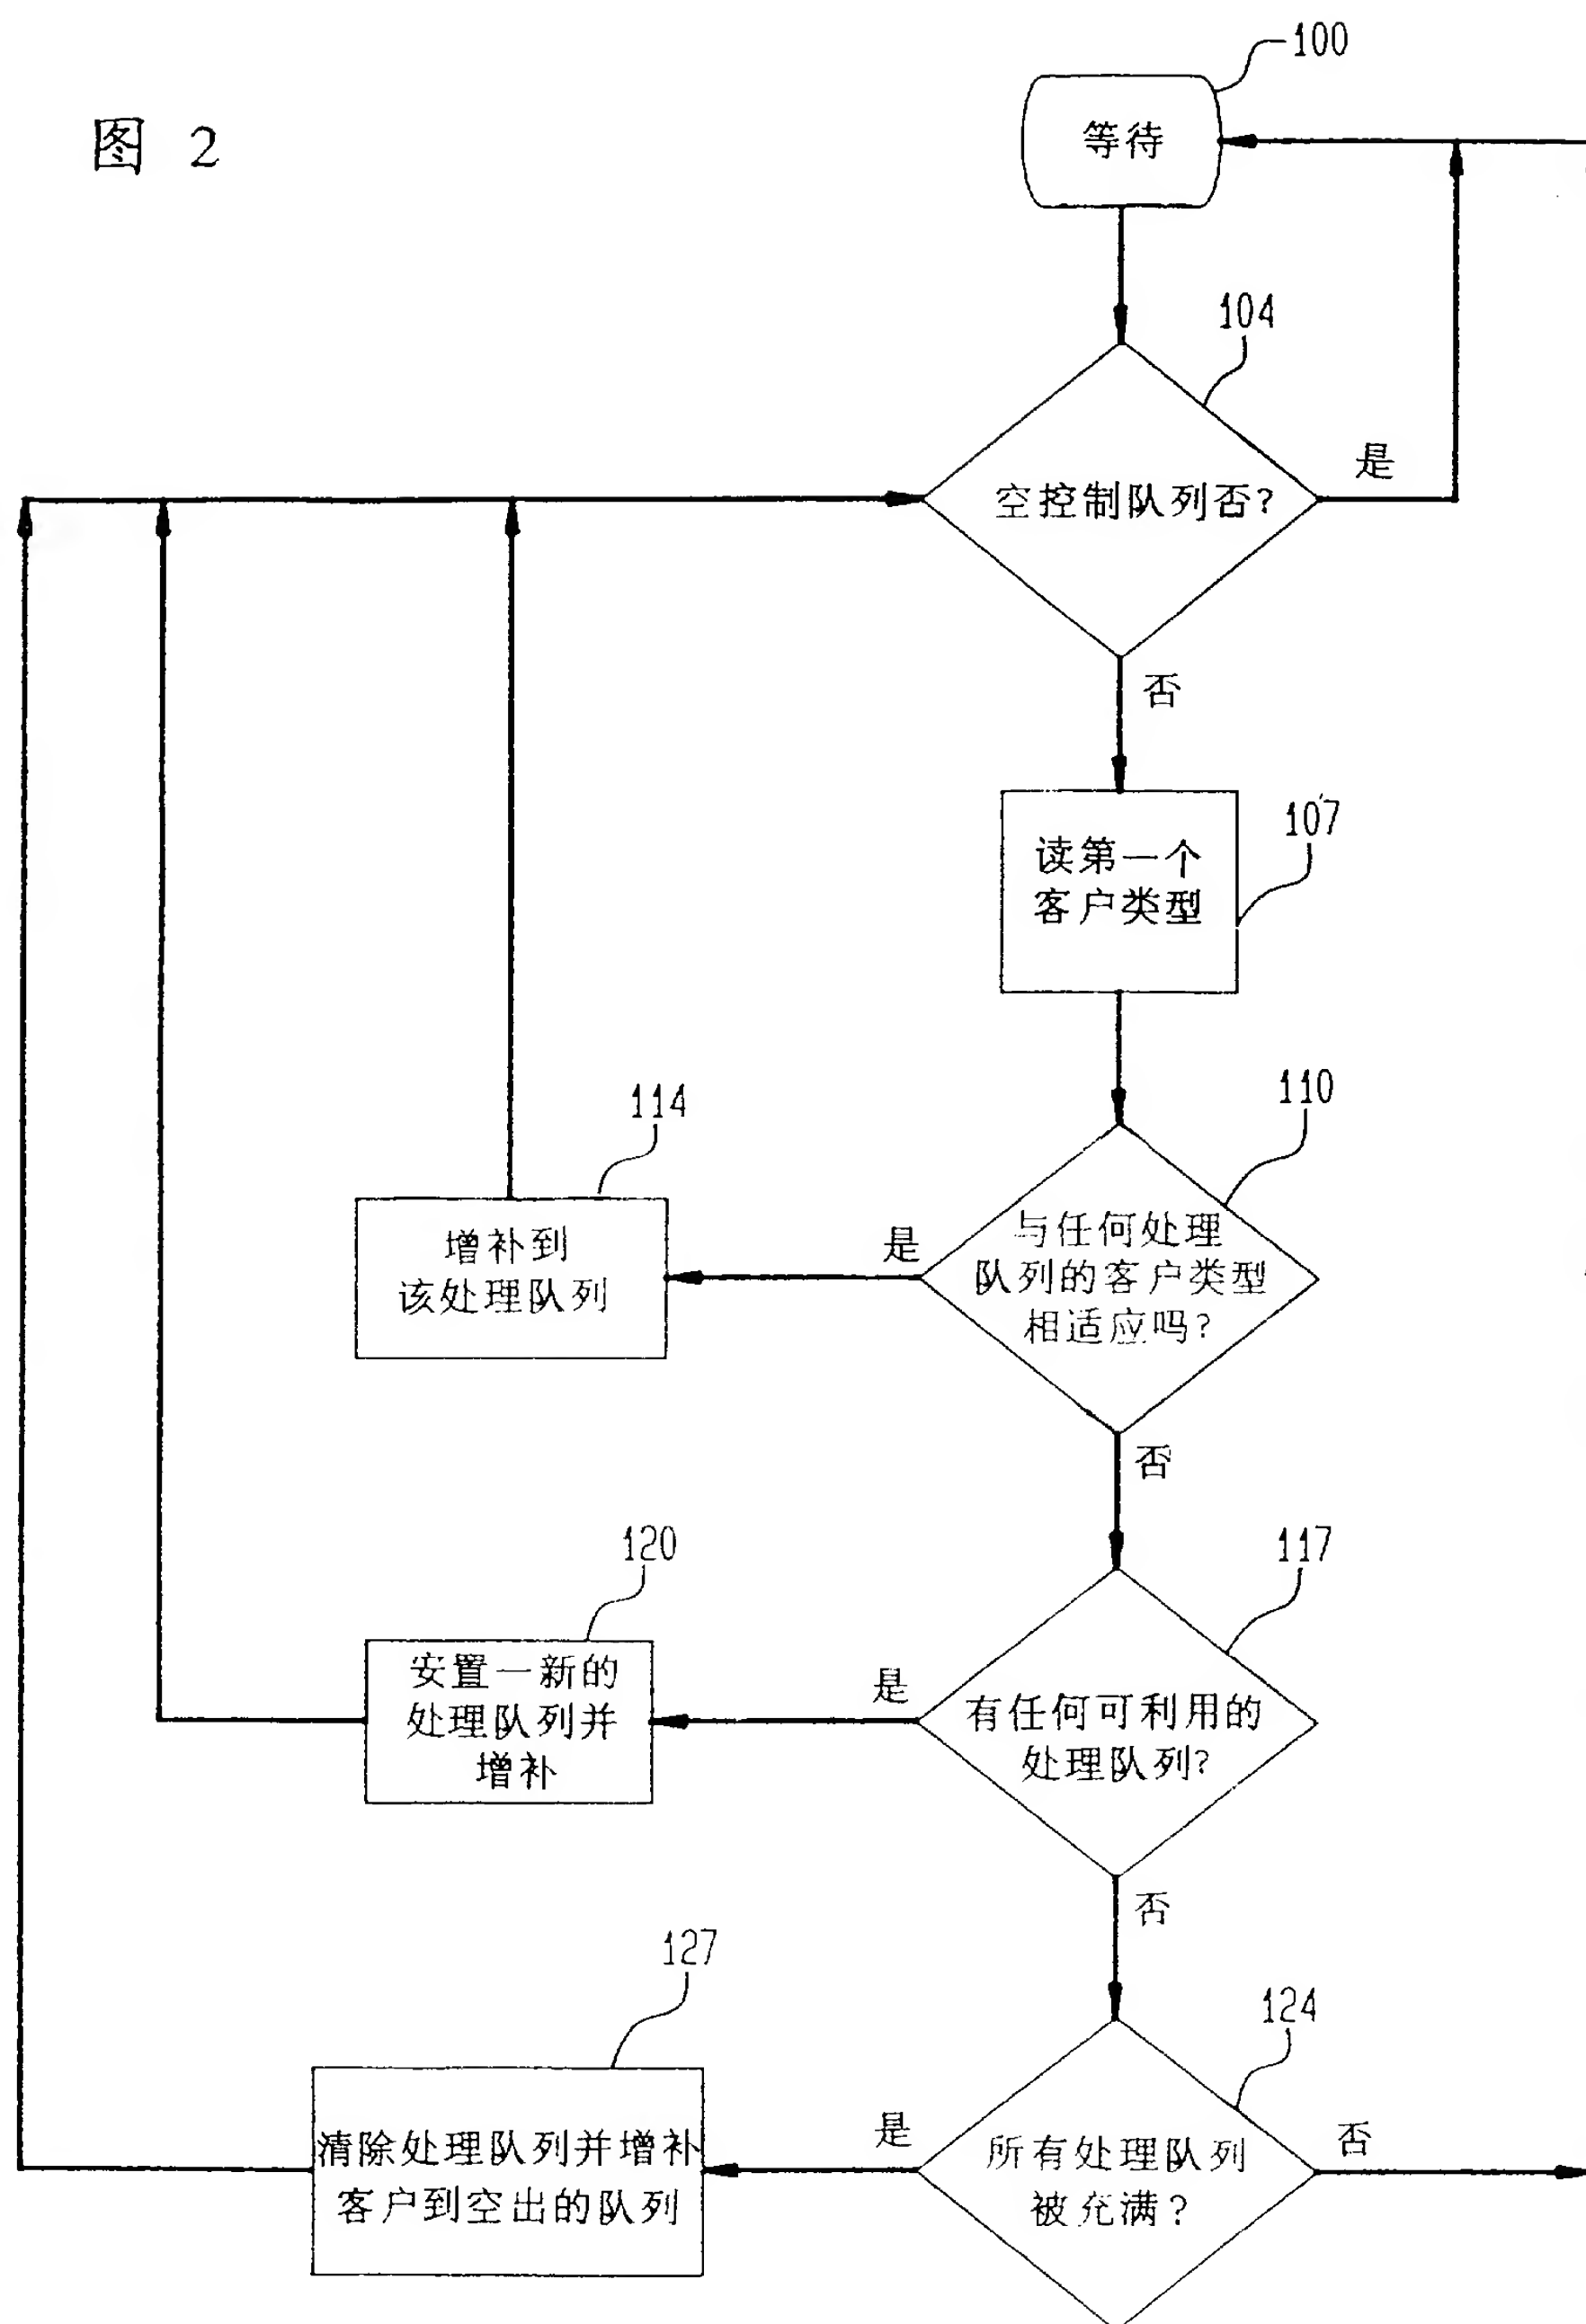 图 2
100
等待
104
空控制队列否?
是
否
107
读第一个
客户类型
110
114
与任何处理
队列的客户类型
相适应吗?
是
增补到
该处理队列
否
117
120
有任何可利用的
处理队列?
是
安置一新的
处理队列并
增补
否
124
127
所有处理队列
被充满?
是
否
清除处理队列并增补
客户到空出的队列